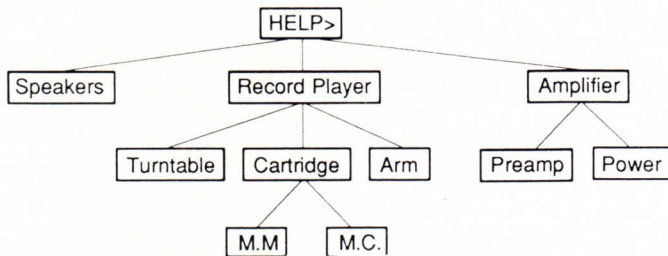 HELP>
Speakers Record Player Amplifier
Turntable Cartridge Arm Preamp Power
M.M M.C.